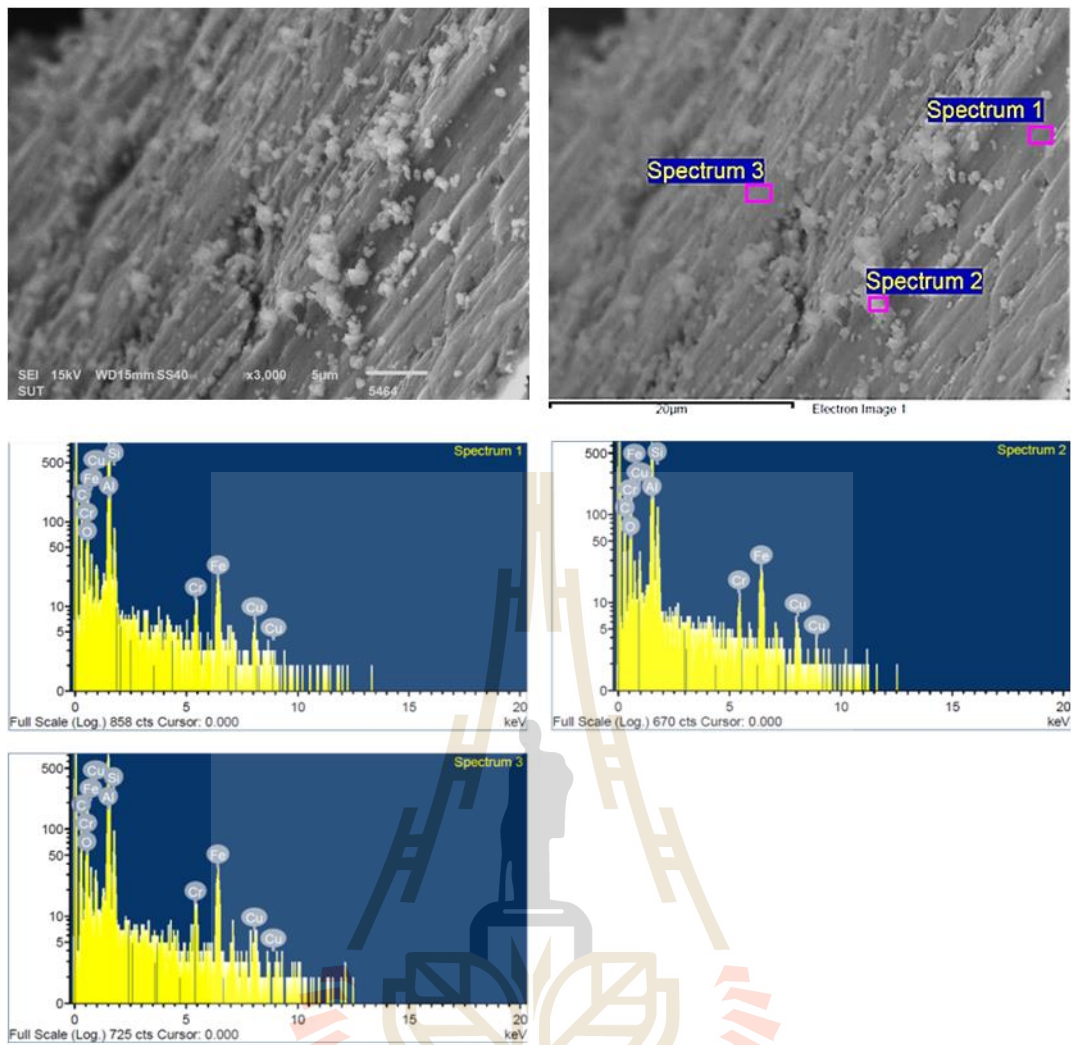 SEI 15kV WD15mm SS40 x3,000 5µm
SUT 5464
Spectrum 1
Spectrum 3
Spectrum 2
20µm Electron Image 1
Spectrum 1
Si
Cu
Fe
Al
C
Cr
O
Cr
Fe
Cu
Cu
500
100
50
10
5
0
0 5 10 15 20
Full Scale (Log.) 858 cts Cursor: 0.000 keV
Spectrum 2
Fe
Si
Cu
Cr
Al
C
O
Cr
Fe
Cu
Cu
500
100
50
10
5
0
0 5 10 15 20
Full Scale (Log.) 670 cts Cursor: 0.000 keV
Spectrum 3
Cu
Si
Fe
Al
C
Cr
O
Cr
Fe
Cu
Cu
500
100
50
10
5
0
0 5 10 15 20
Full Scale (Log.) 725 cts Cursor: 0.000 keV